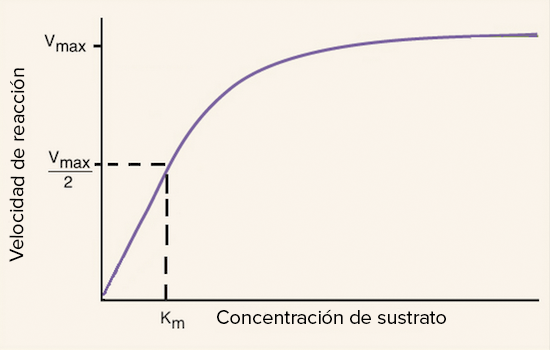 Velocidad de reacción
Vmax
Vmax
2
Km
Concentración de sustrato